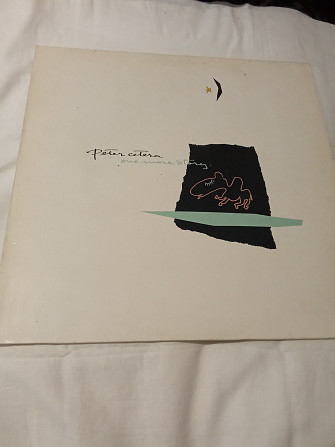 Peter Cetera
one more story